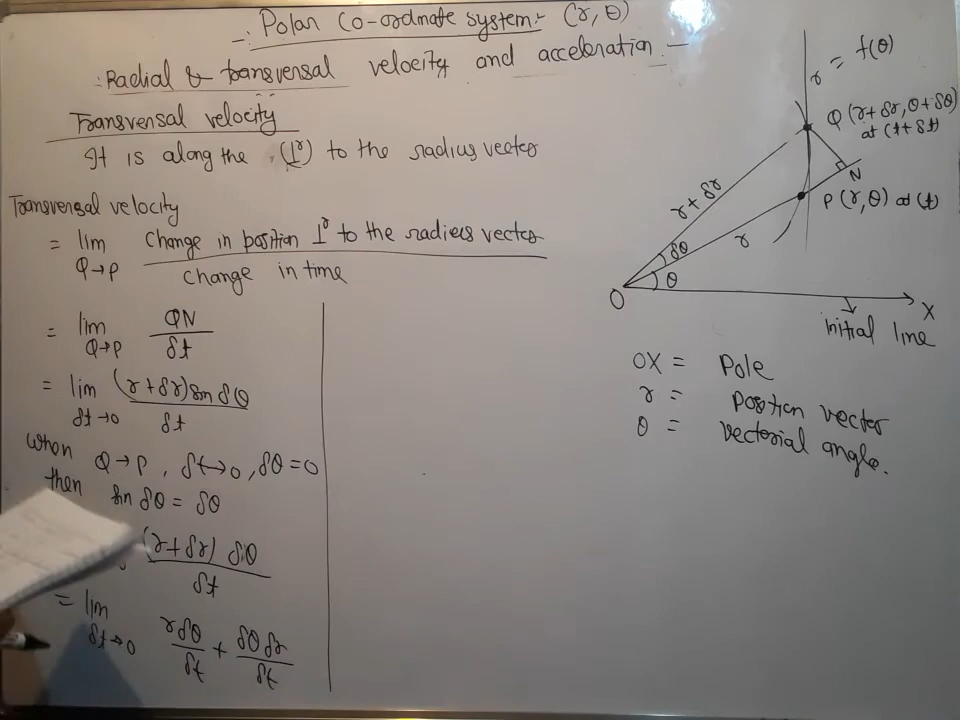 -: Polar Co-ordinate system:- (r, θ)
: Radial & transversal velocity and acceleration -
Transversal velocity
It is along the (⊥r) to the radius vector
Transversal velocity
= lim Q→P Change in position ⊥r to the radius vector / Change in time
= lim Q→P QN / δt
= lim δt→0 (r+δr) sin δθ / δt
When Q→P, δt→0, δθ=0
then sin δθ = δθ
(r+δr) δθ / δt
= lim δt→0 rδθ / δt + δθ δr / δt
r = f(θ)
Q (r+δr, θ+δθ)
at (t+δt)
N
P (r, θ) at (t)
r+δr
r
δθ
θ
O
X
initial line
OX = Pole
r = Position vector
θ = Vectorial angle.